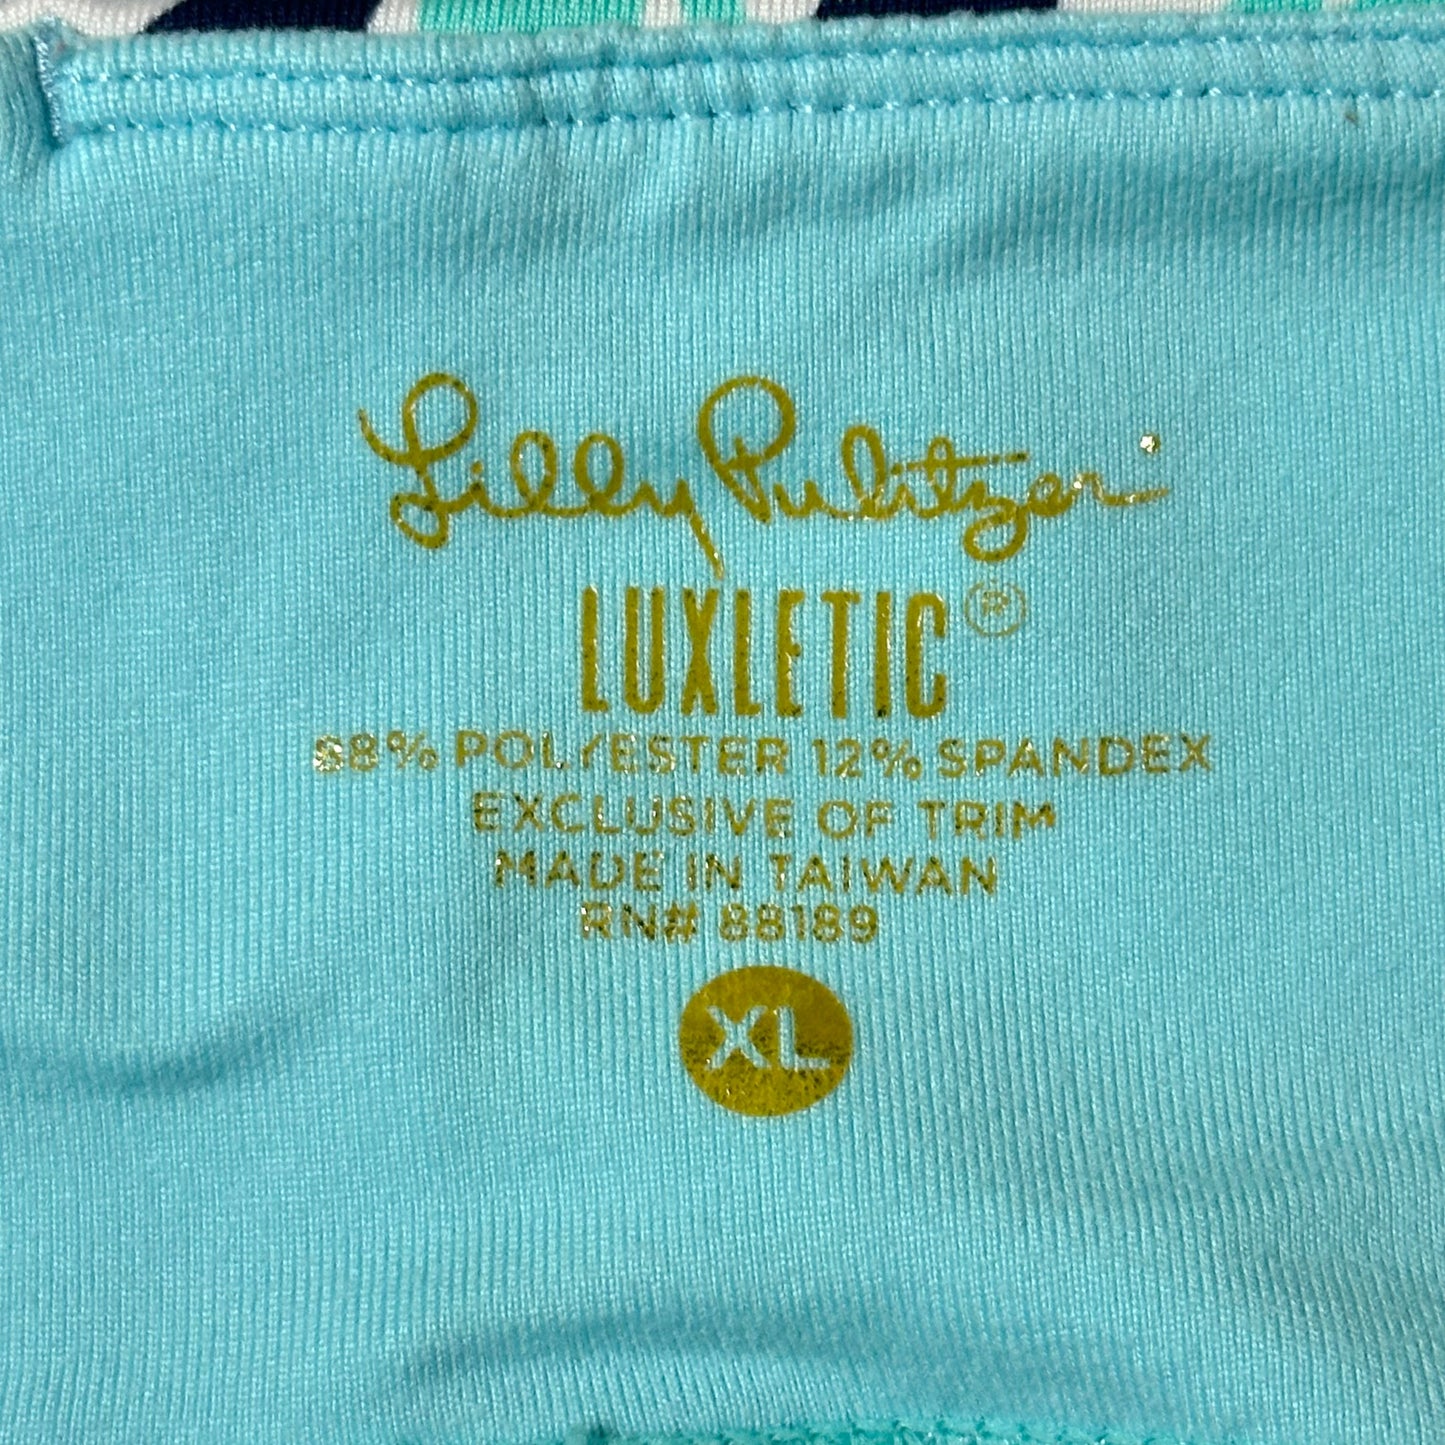 Lilly Pulitzer
LUXLETIC®
88% POLYESTER 12% SPANDEX
EXCLUSIVE OF TRIM
MADE IN TAIWAN
RN# 88189
XL